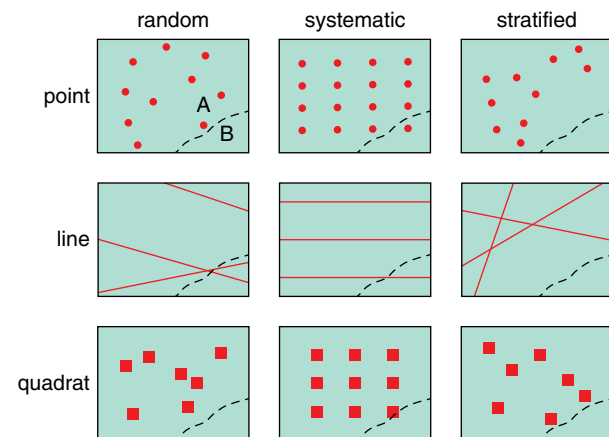 random systematic stratified
point
A
B
line
quadrat